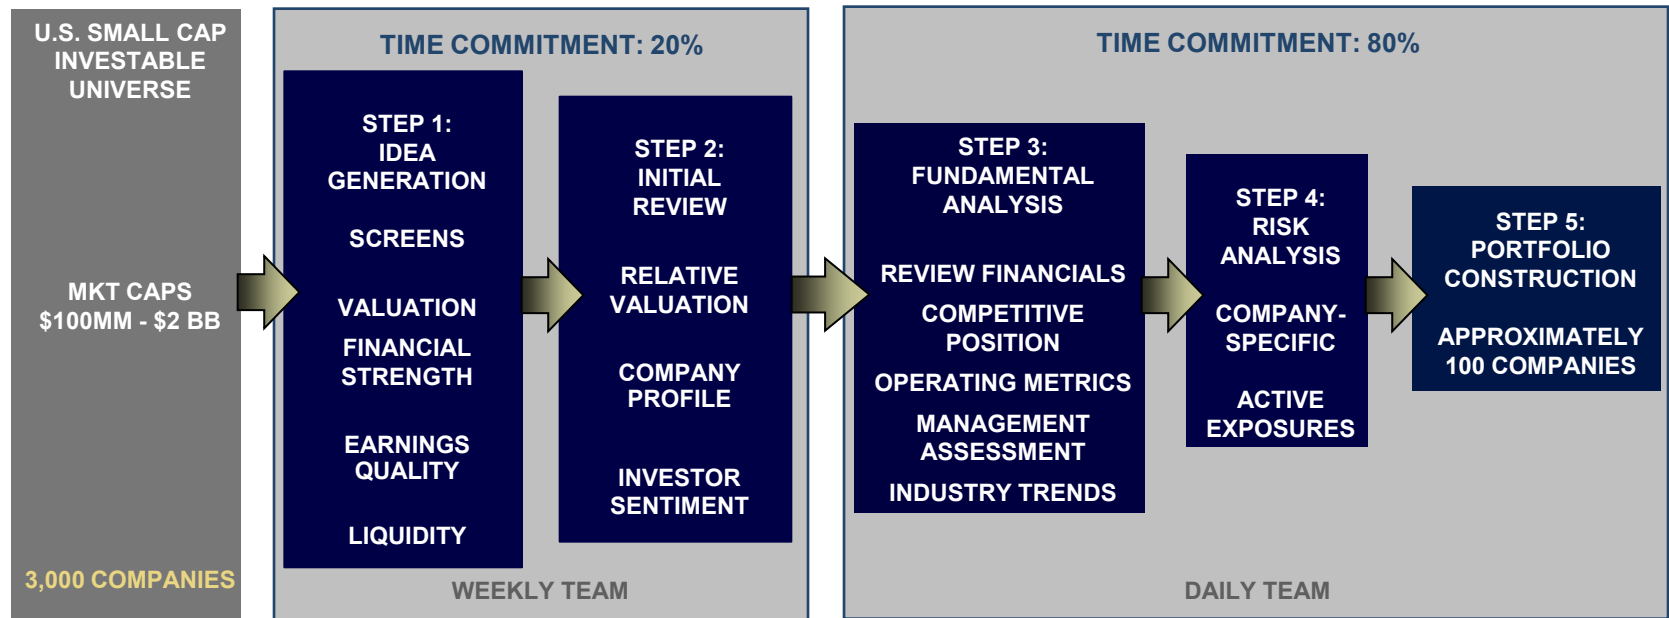 U.S. SMALL CAP
INVESTABLE
UNIVERSE
MKT CAPS
$100MM - $2 BB
3,000 COMPANIES
TIME COMMITMENT: 20%
STEP 1:
IDEA
GENERATION
SCREENS
VALUATION
FINANCIAL
STRENGTH
EARNINGS
QUALITY
LIQUIDITY
STEP 2:
INITIAL
REVIEW
RELATIVE
VALUATION
COMPANY
PROFILE
INVESTOR
SENTIMENT
WEEKLY TEAM
TIME COMMITMENT: 80%
STEP 3:
FUNDAMENTAL
ANALYSIS
REVIEW FINANCIALS
COMPETITIVE
POSITION
OPERATING METRICS
MANAGEMENT
ASSESSMENT
INDUSTRY TRENDS
STEP 4:
RISK
ANALYSIS
COMPANY-
SPECIFIC
ACTIVE
EXPOSURES
STEP 5:
PORTFOLIO
CONSTRUCTION
APPROXIMATELY
100 COMPANIES
DAILY TEAM